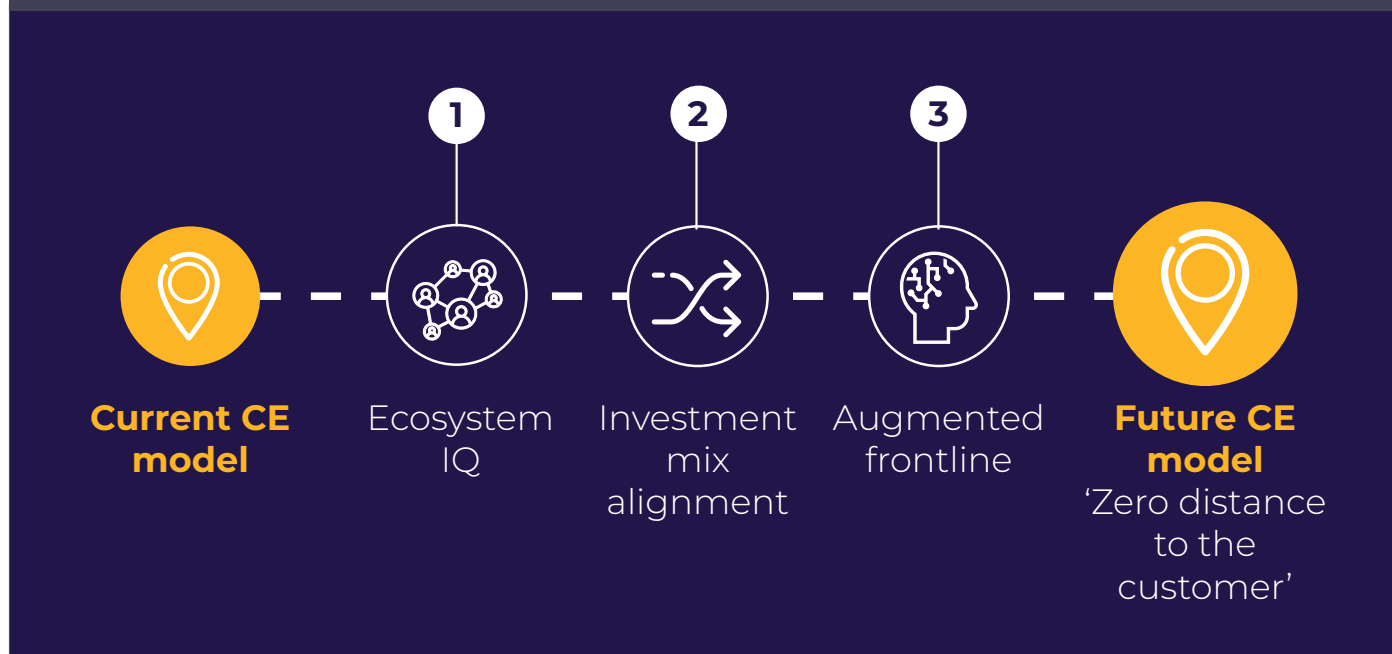 1
2
3
Current CE
model
Ecosystem
IQ
Investment
mix
alignment
Augmented
frontline
Future CE
model
‘Zero distance
to the
customer’